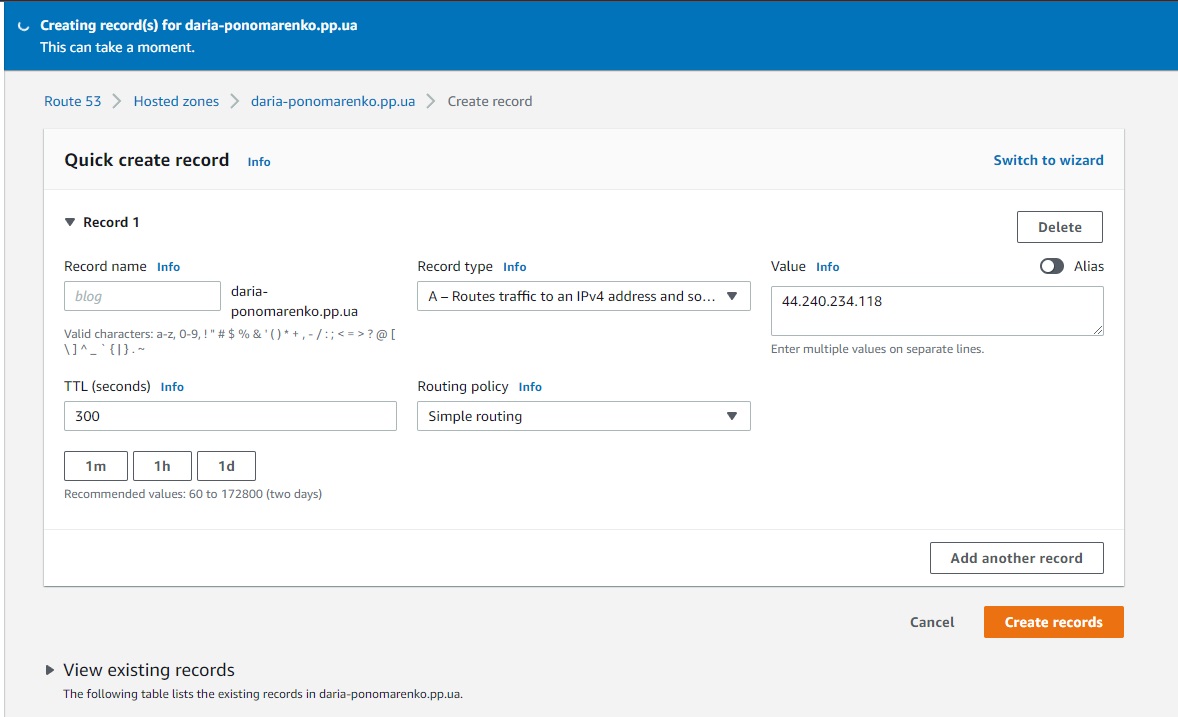 Creating record(s) for daria-ponomarenko.pp.ua
This can take a moment.
Route 53 > Hosted zones > daria-ponomarenko.pp.ua > Create record
Quick create record Info
Switch to wizard
Record 1
Delete
Record name Info
blog
daria-
ponomarenko.pp.ua
Valid characters: a-z, 0-9, ! " # $ % & ' ( ) * + , - / : ; < = > ? @ [
\ ] ^ _ ` { | } . ~
Record type Info
A – Routes traffic to an IPv4 address and so...
Value Info
Alias
44.240.234.118
Enter multiple values on separate lines.
TTL (seconds) Info
300
1m 1h 1d
Recommended values: 60 to 172800 (two days)
Routing policy Info
Simple routing
Add another record
Cancel
Create records
View existing records
The following table lists the existing records in daria-ponomarenko.pp.ua.